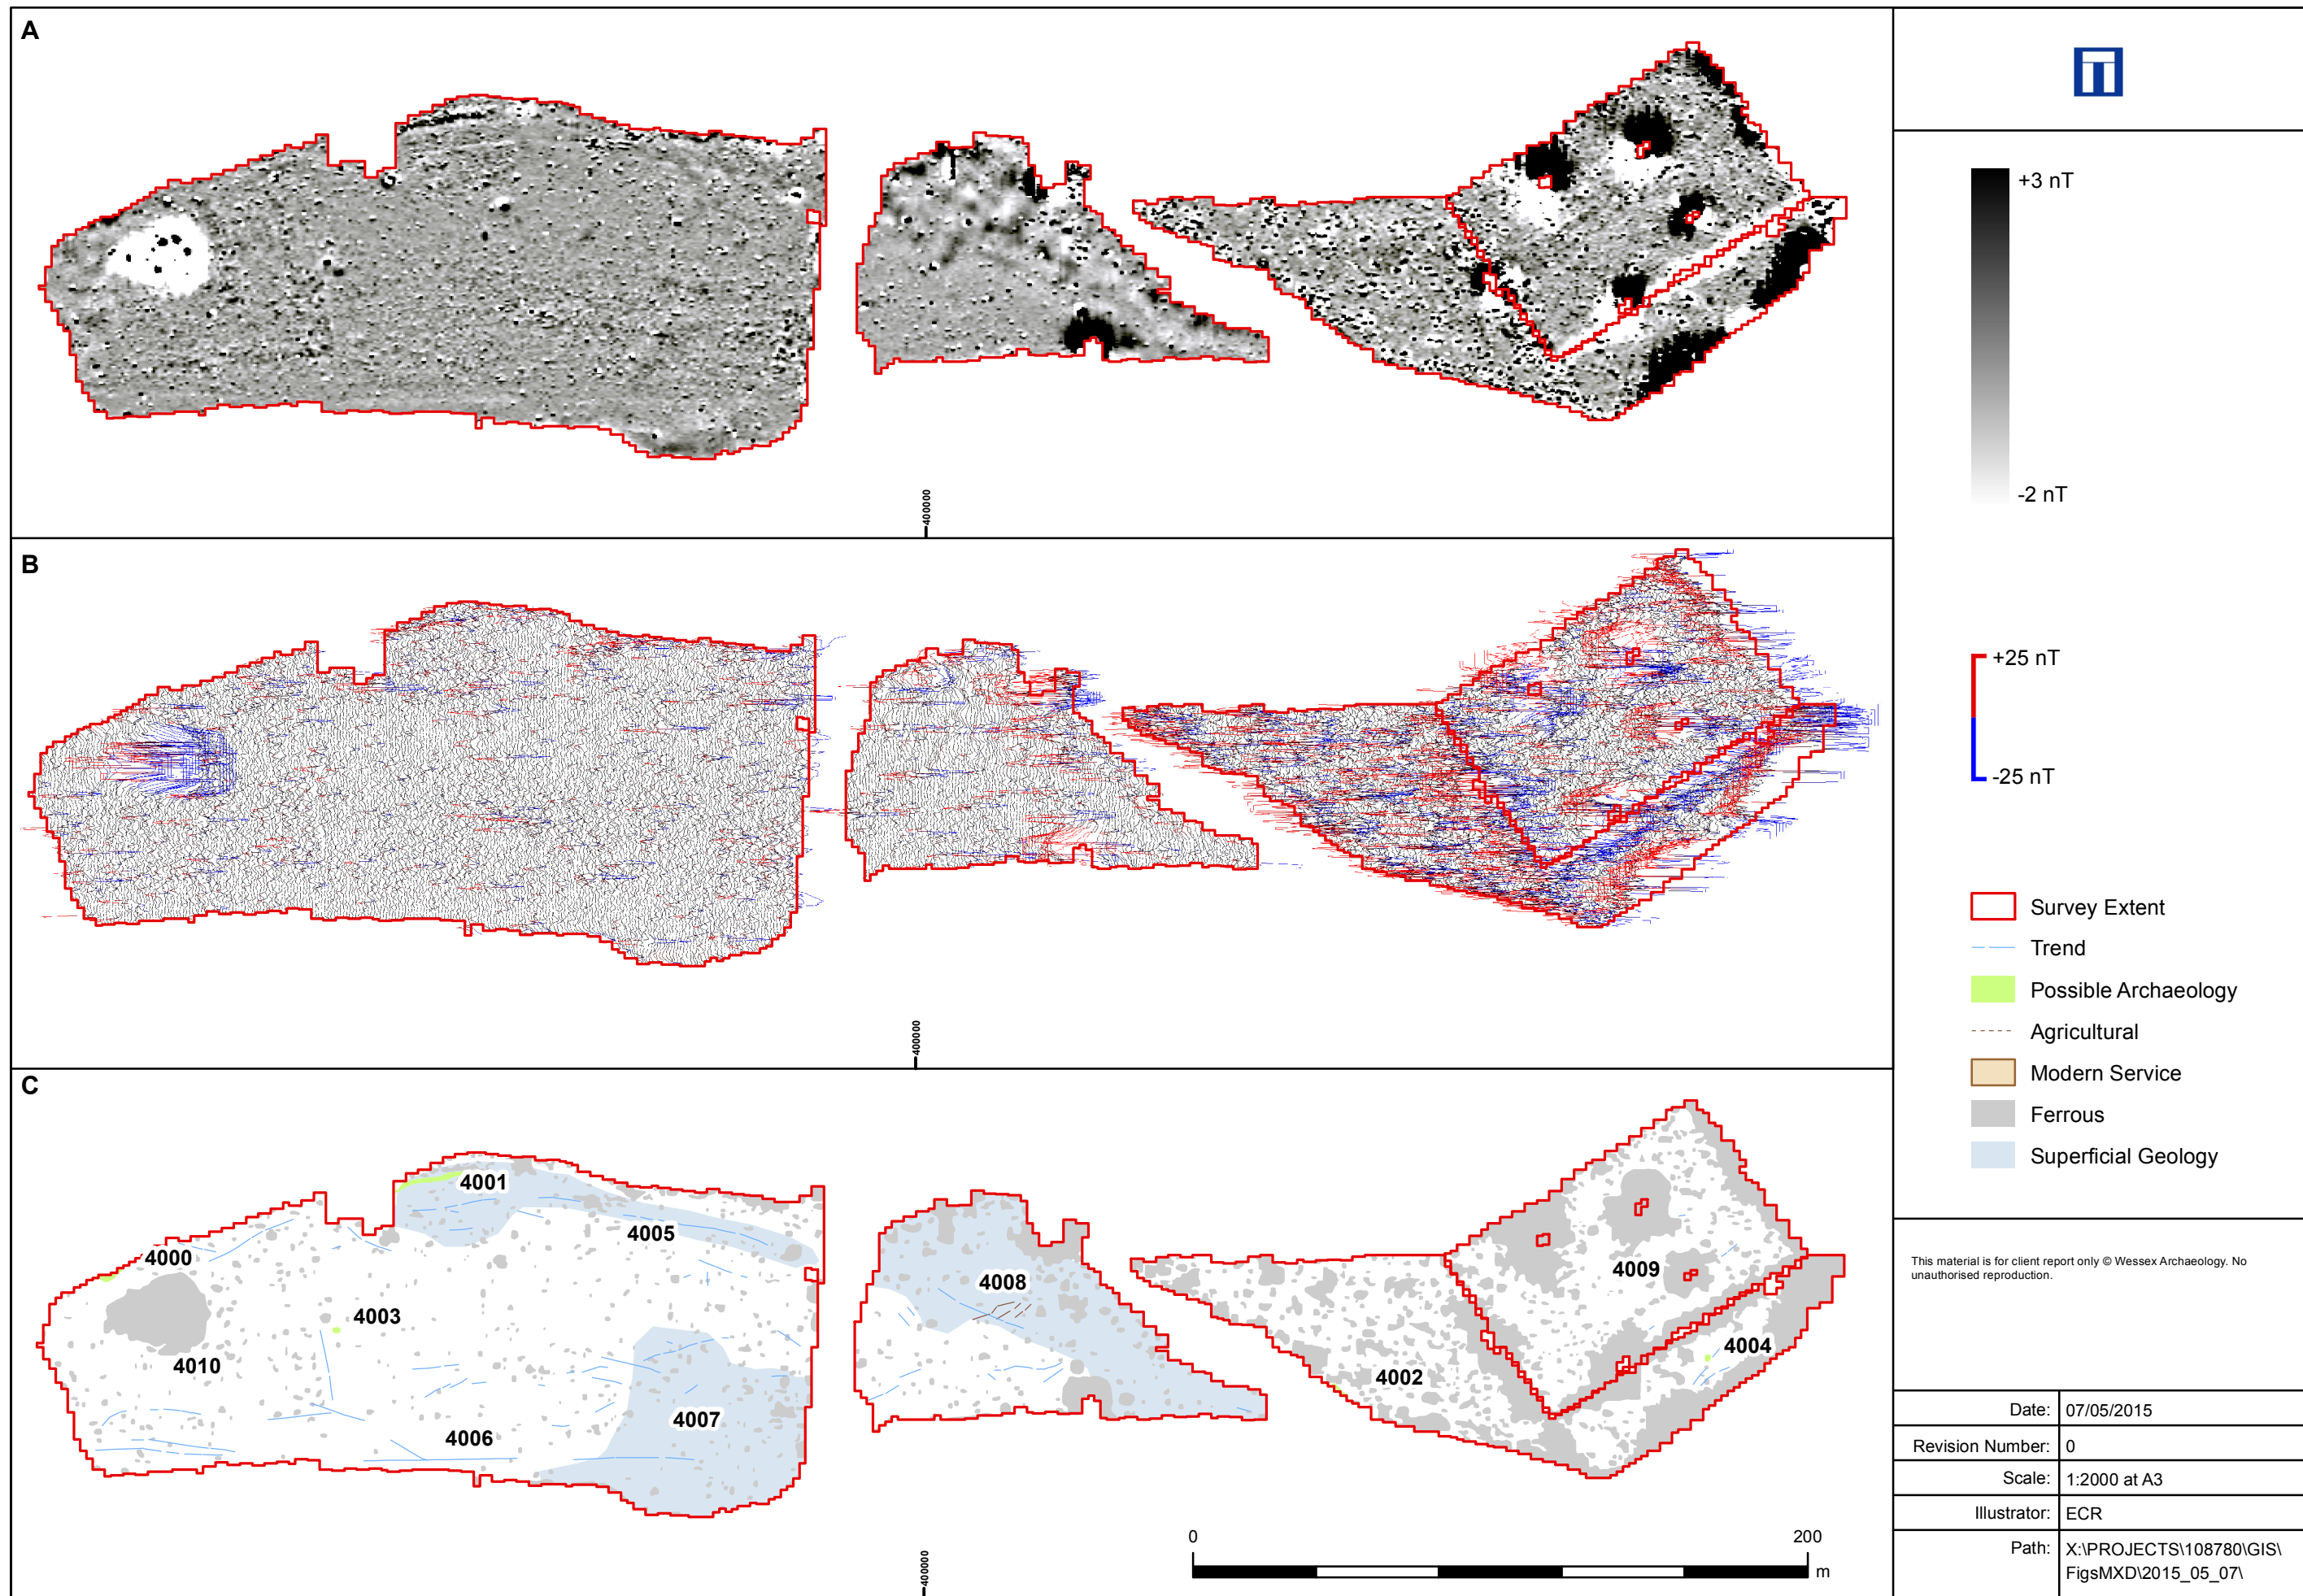 A
400000
B
400000
C
4000
4001
4005
4003
4010
4006
4007
4008
4009
4004
4002
0
200
m
400000
+3 nT
-2 nT
+25 nT
-25 nT
Survey Extent
Trend
Possible Archaeology
Agricultural
Modern Service
Ferrous
Superficial Geology
This material is for client report only © Wessex Archaeology. No
unauthorised reproduction.
Date: 07/05/2015
Revision Number: 0
Scale: 1:2000 at A3
Illustrator: ECR
Path: X:\PROJECTS\108780\GIS\
FigsMXD\2015_05_07\